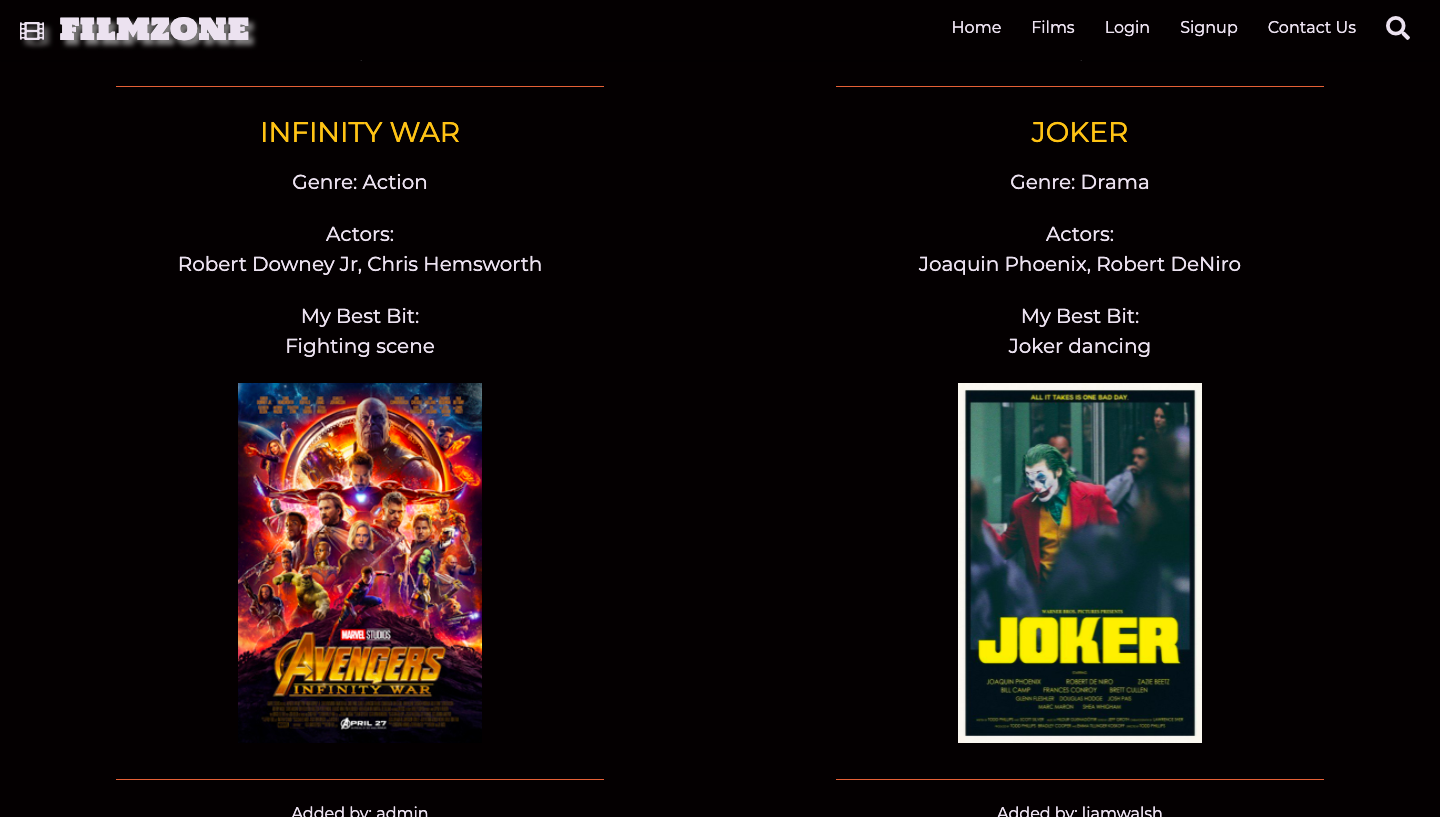 FILMZONE
Home Films Login Signup Contact Us
INFINITY WAR
Genre: Action
Actors:
Robert Downey Jr, Chris Hemsworth
My Best Bit:
Fighting scene
MARVEL STUDIOS
AVENGERS
INFINITY WAR
APRIL 27
Added by: admin
JOKER
Genre: Drama
Actors:
Joaquin Phoenix, Robert DeNiro
My Best Bit:
Joker dancing
ALL IT TAKES IS ONE BAD DAY
WARNER BROS. PICTURES PRESENTS
JOKER
JOAQUIN PHOENIX ROBERT DE NIRO ZAZIE BEETZ
BILL CAMP FRANCES CONROY BRETT CULLEN
GLENN FLESHLER DOUGLAS HODGE JOSH PAIS
MARC MARON SHEA WHIGHAM
Added by: liamwalsh